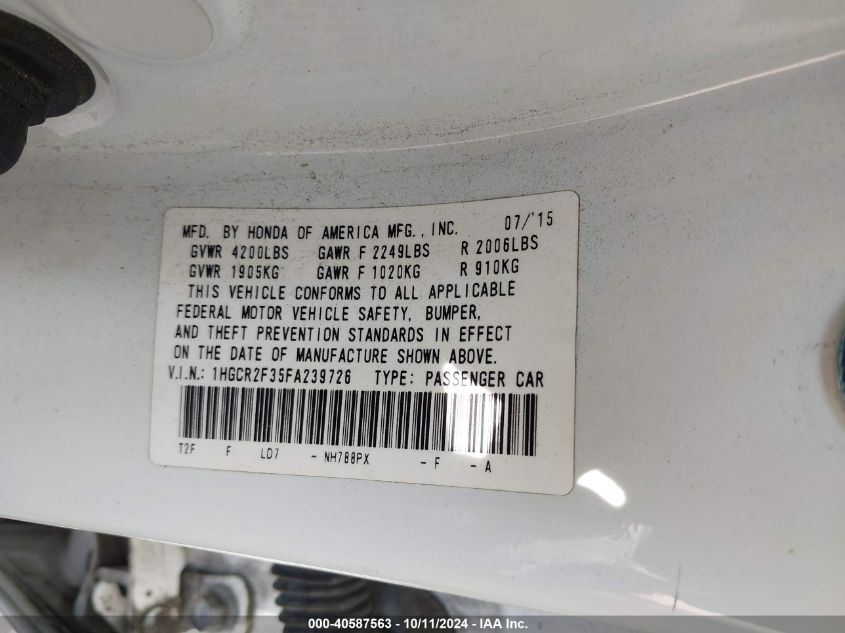 MFD. BY HONDA OF AMERICA MFG., INC. 07/'15
GVWR 4200LBS GAWR F 2249LBS R 2006LBS
GVWR 1905KG GAWR F 1020KG R 910KG
THIS VEHICLE CONFORMS TO ALL APPLICABLE
FEDERAL MOTOR VEHICLE SAFETY, BUMPER,
AND THEFT PREVENTION STANDARDS IN EFFECT
ON THE DATE OF MANUFACTURE SHOWN ABOVE.
V.I.N.: 1HGCR2F35FA239726 TYPE: PASSENGER CAR
T2F F LD7 - NH788PX - F - A
000-40587563 - 10/11/2024 - IAA Inc.